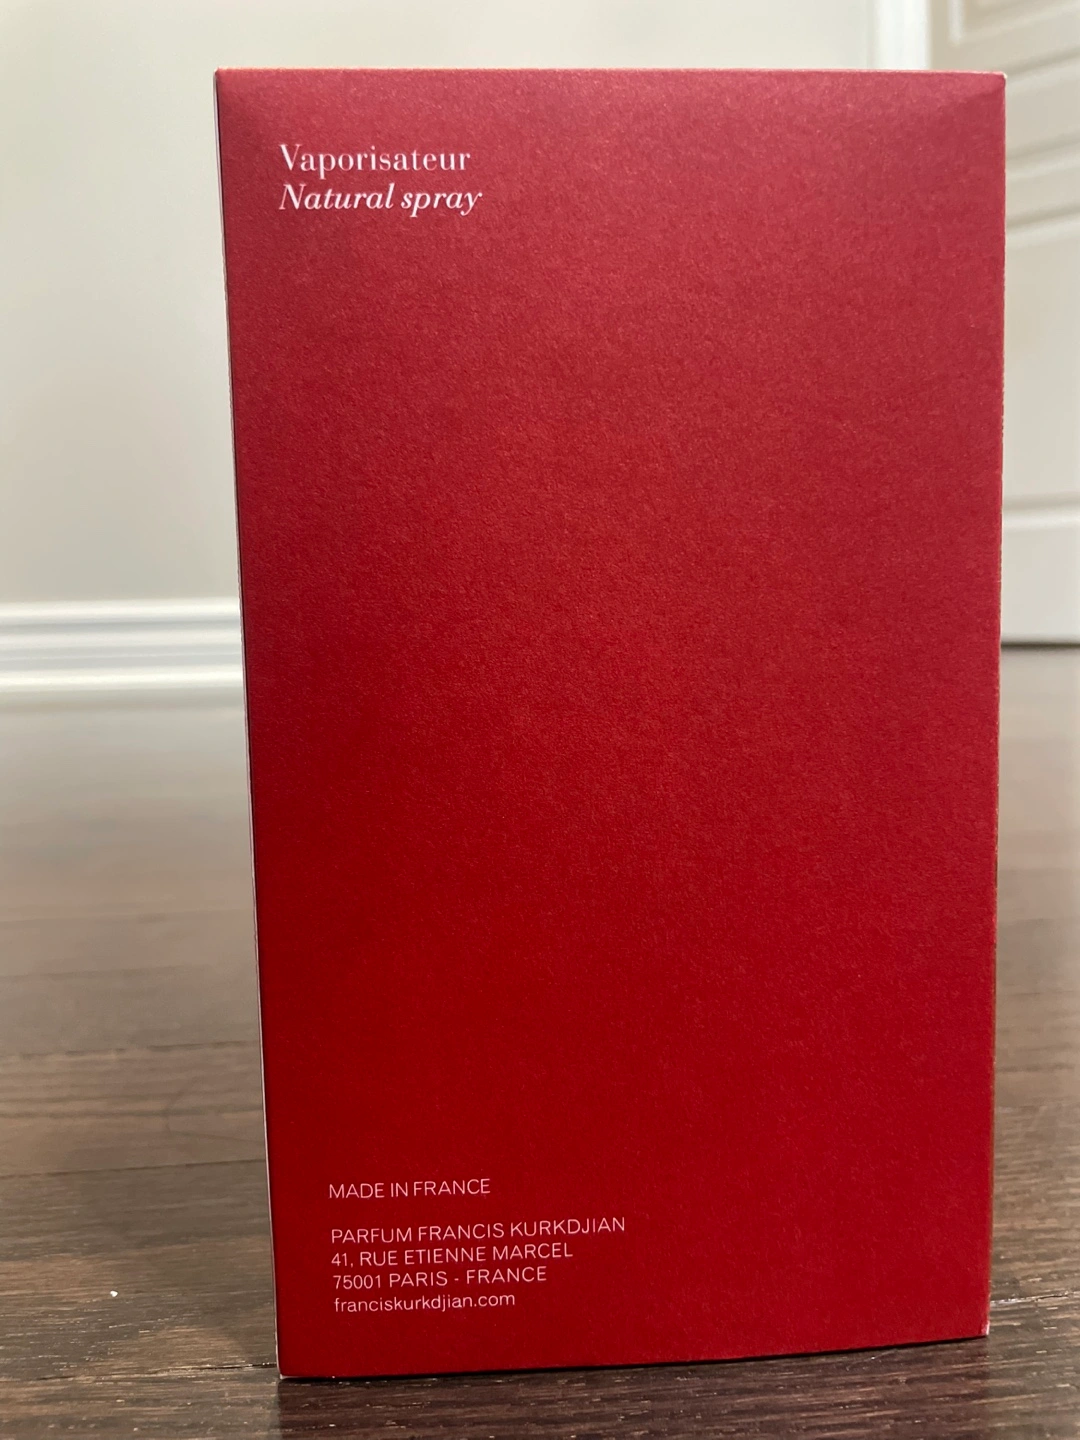 Vaporisateur
Natural spray
MADE IN FRANCE
PARFUM FRANCIS KURKDJIAN
41, RUE ETIENNE MARCEL
75001 PARIS - FRANCE
franciskurkdjian.com